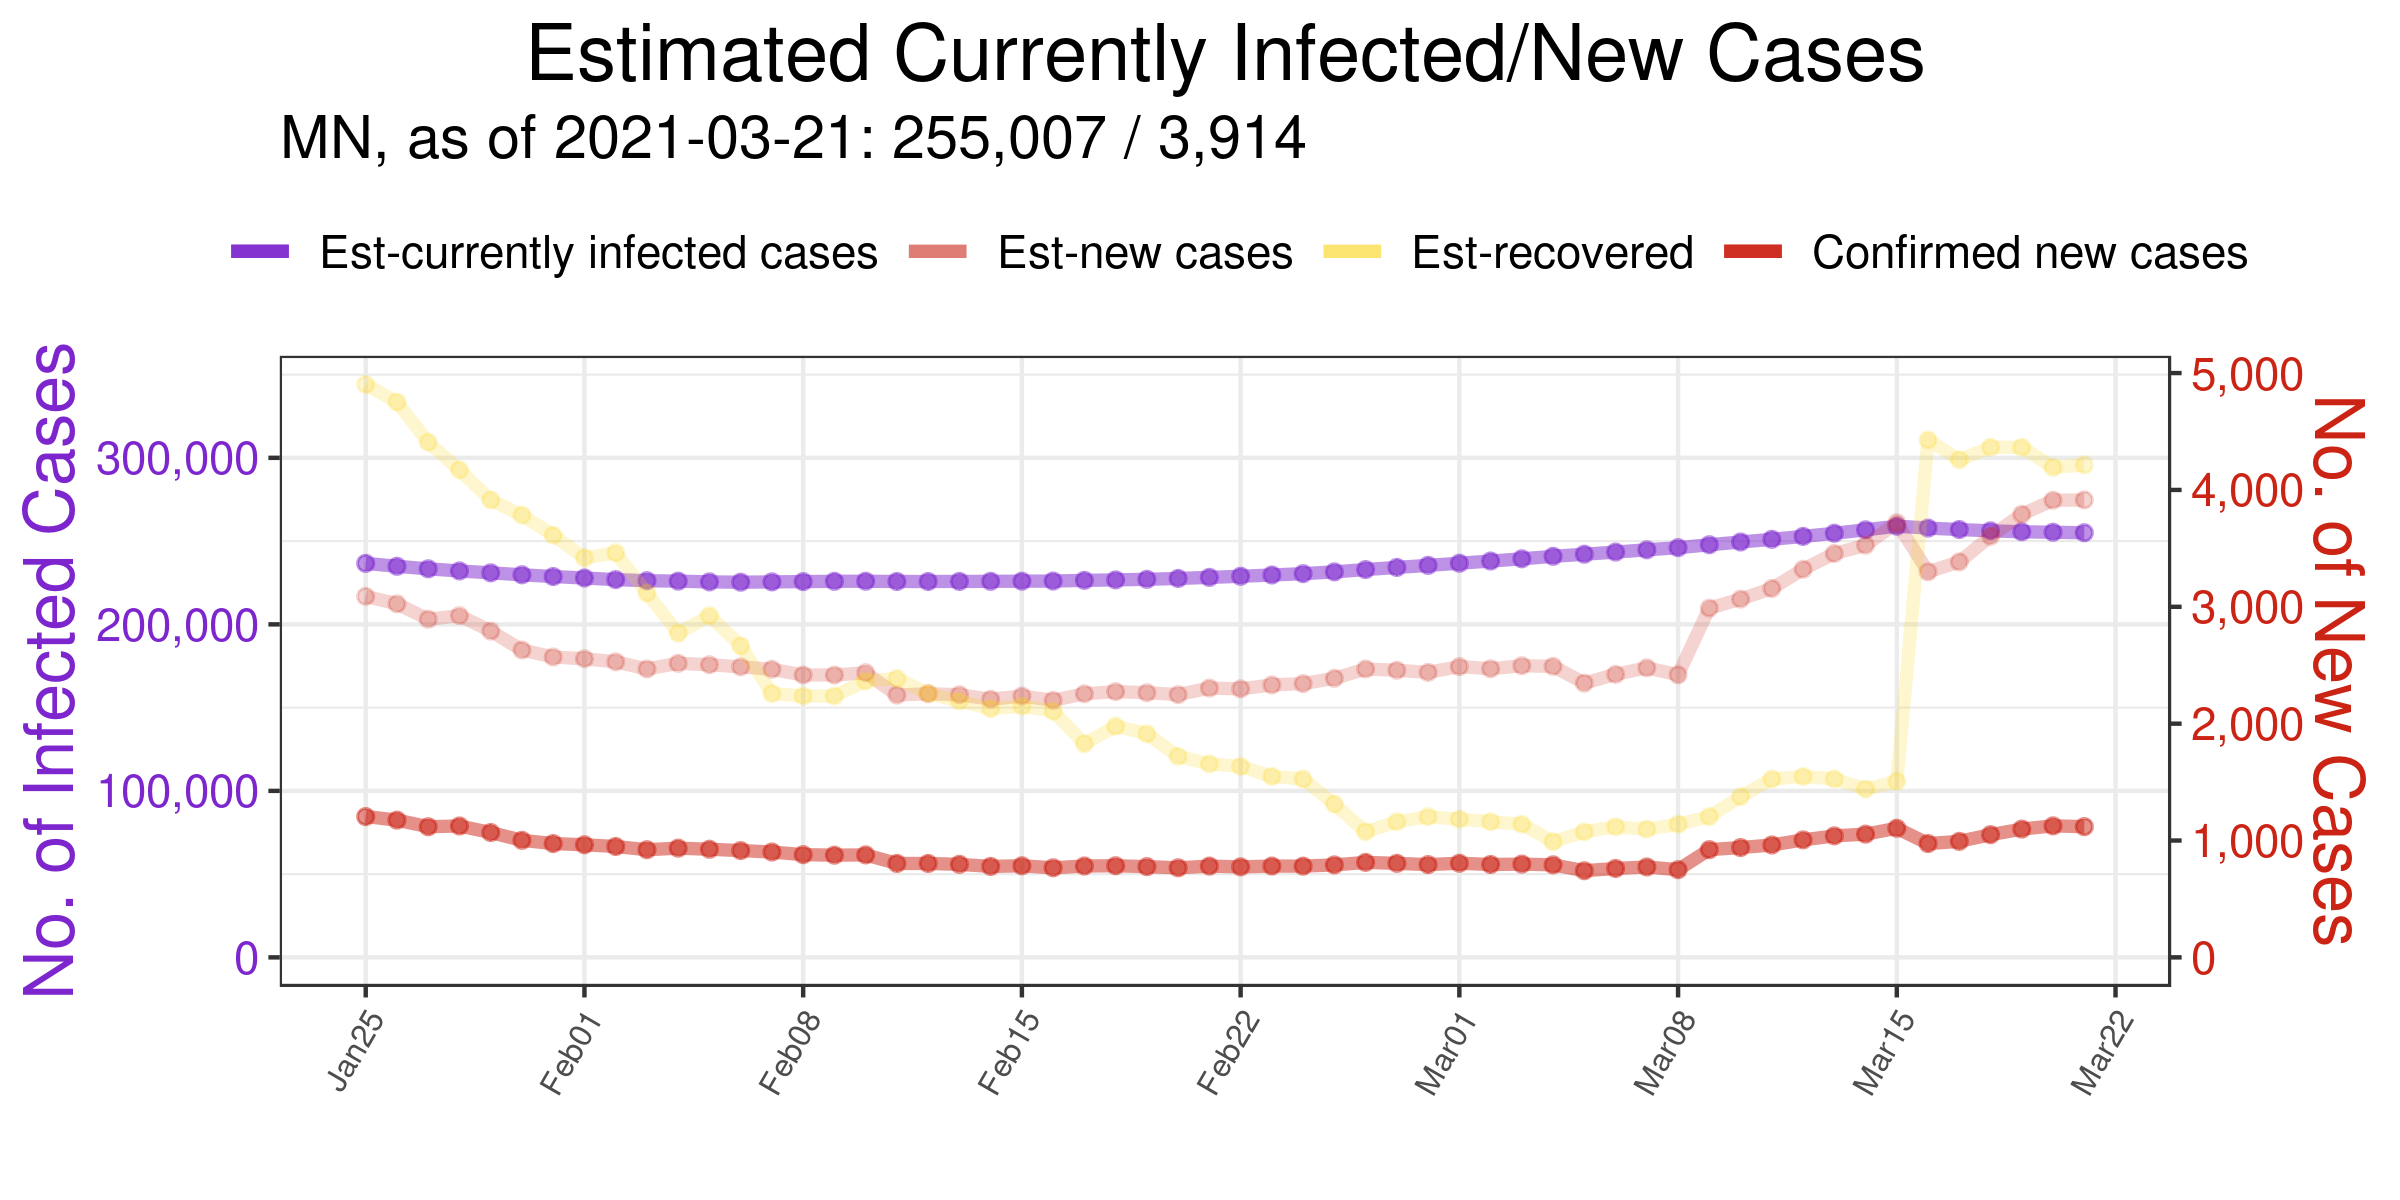 Estimated Currently Infected/New Cases
MN, as of 2021-03-21: 255,007 / 3,914
Est-currently infected cases Est-new cases Est-recovered Confirmed new cases
No. of Infected Cases
300,000
200,000
100,000
0
5,000
4,000
3,000
2,000
1,000
0
No. of New Cases
Jan25 Feb01 Feb08 Feb15 Feb22 Mar01 Mar08 Mar15 Mar22